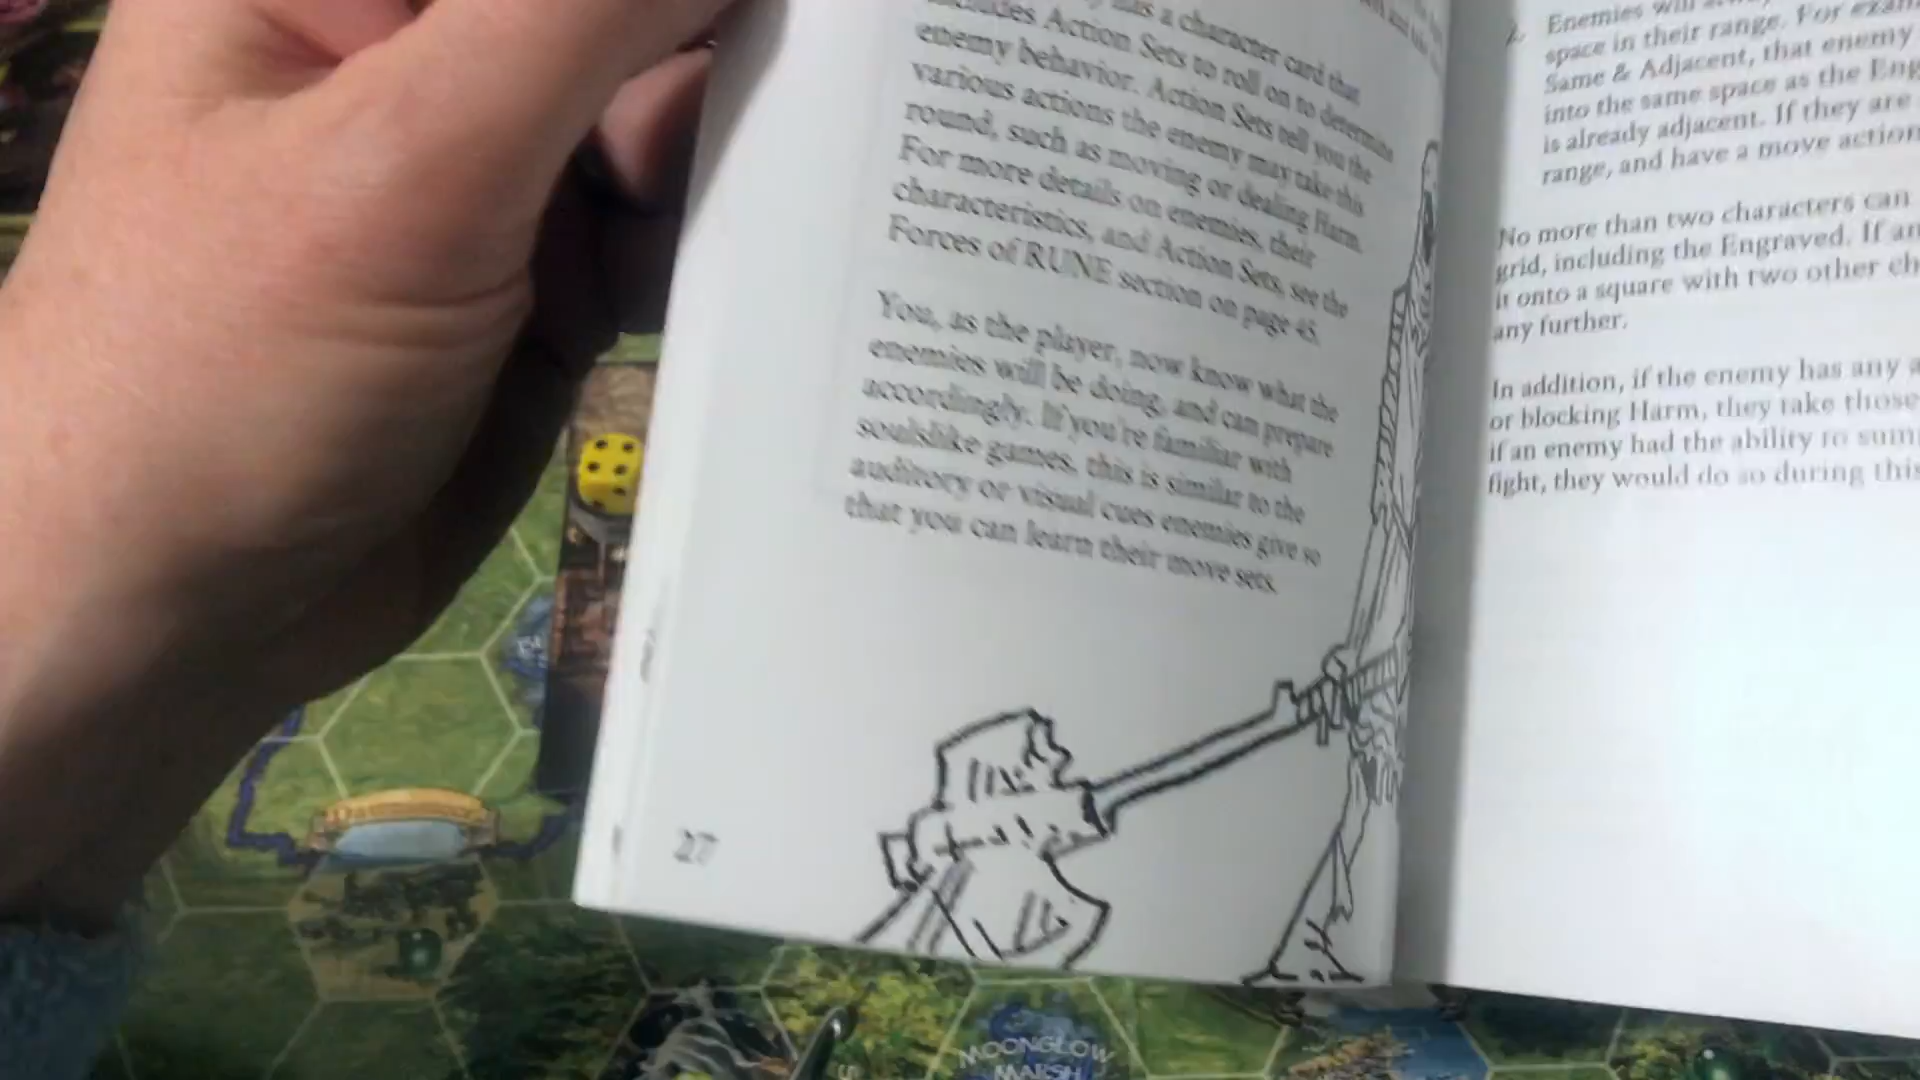 has a character card that
includes Action Sets to roll on to determine
enemy behavior. Action Sets tell you the
various actions the enemy may take this
round, such as moving or dealing Harm.
For more details on enemies, their
characteristics, and Action Sets, see the
Forces of RUNE section on page 45.
You, as the player, now know what the
enemies will be doing, and can prepare
accordingly. If you're familiar with
soulslike games, this is similar to the
auditory or visual cues enemies give so
that you can learn their move sets.
27
2. Enemies will
space in their range. For
Same & Adjacent, that enemy
into the same space as the
is already adjacent. If they are
range, and have a move action
No more than two characters can
grid, including the Engraved. If
it onto a square with two other
any further.
In addition, if the enemy has any
or blocking Harm, they take those
if an enemy had the ability to
fight, they would do so during this
MOONGLOW
MARSH